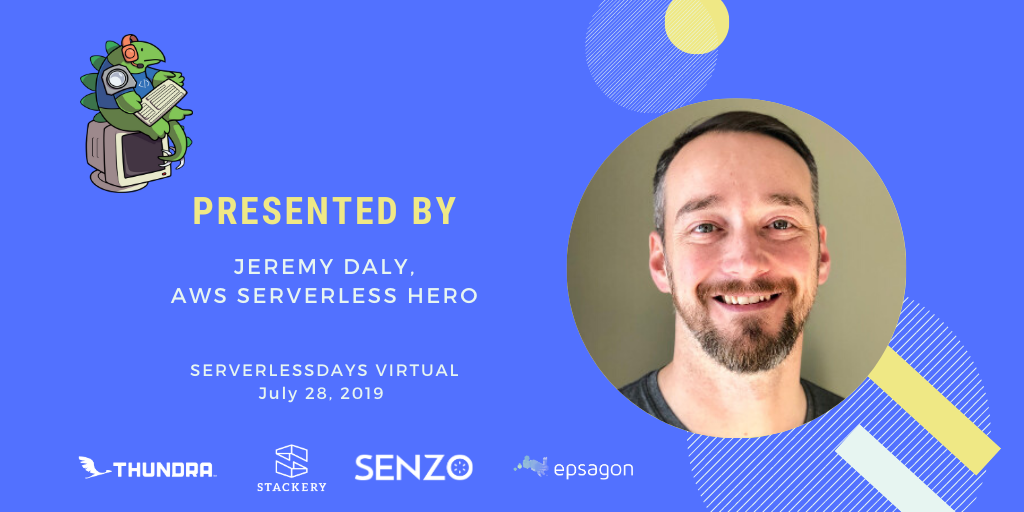 PRESENTED BY
JEREMY DALY,
AWS SERVERLESS HERO
SERVERLESSDAYS VIRTUAL
July 28, 2019
THUNDRA
STACKERY
SENZO
epsagon